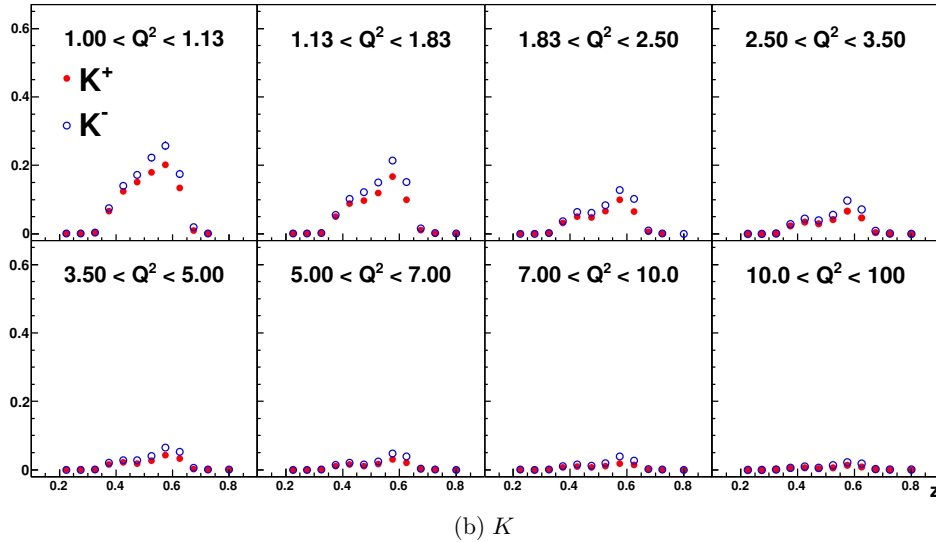 0.6
0.4
0.2
0
1.00 < Q² < 1.13
K⁺
K⁻
1.13 < Q² < 1.83
1.83 < Q² < 2.50
2.50 < Q² < 3.50
0.6
0.4
0.2
0
3.50 < Q² < 5.00
5.00 < Q² < 7.00
7.00 < Q² < 10.0
10.0 < Q² < 100
0.2 0.4 0.6 0.8 0.2 0.4 0.6 0.8 0.2 0.4 0.6 0.8 0.2 0.4 0.6 0.8
z
(b) K